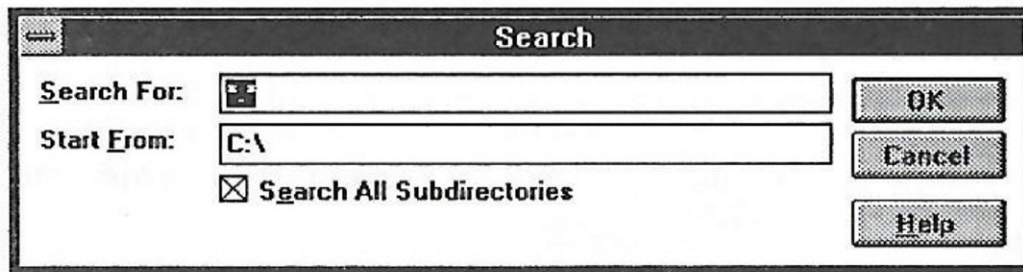 Search
Search For: *.*
OK
Start From: C:\
Cancel
Search All Subdirectories
Help